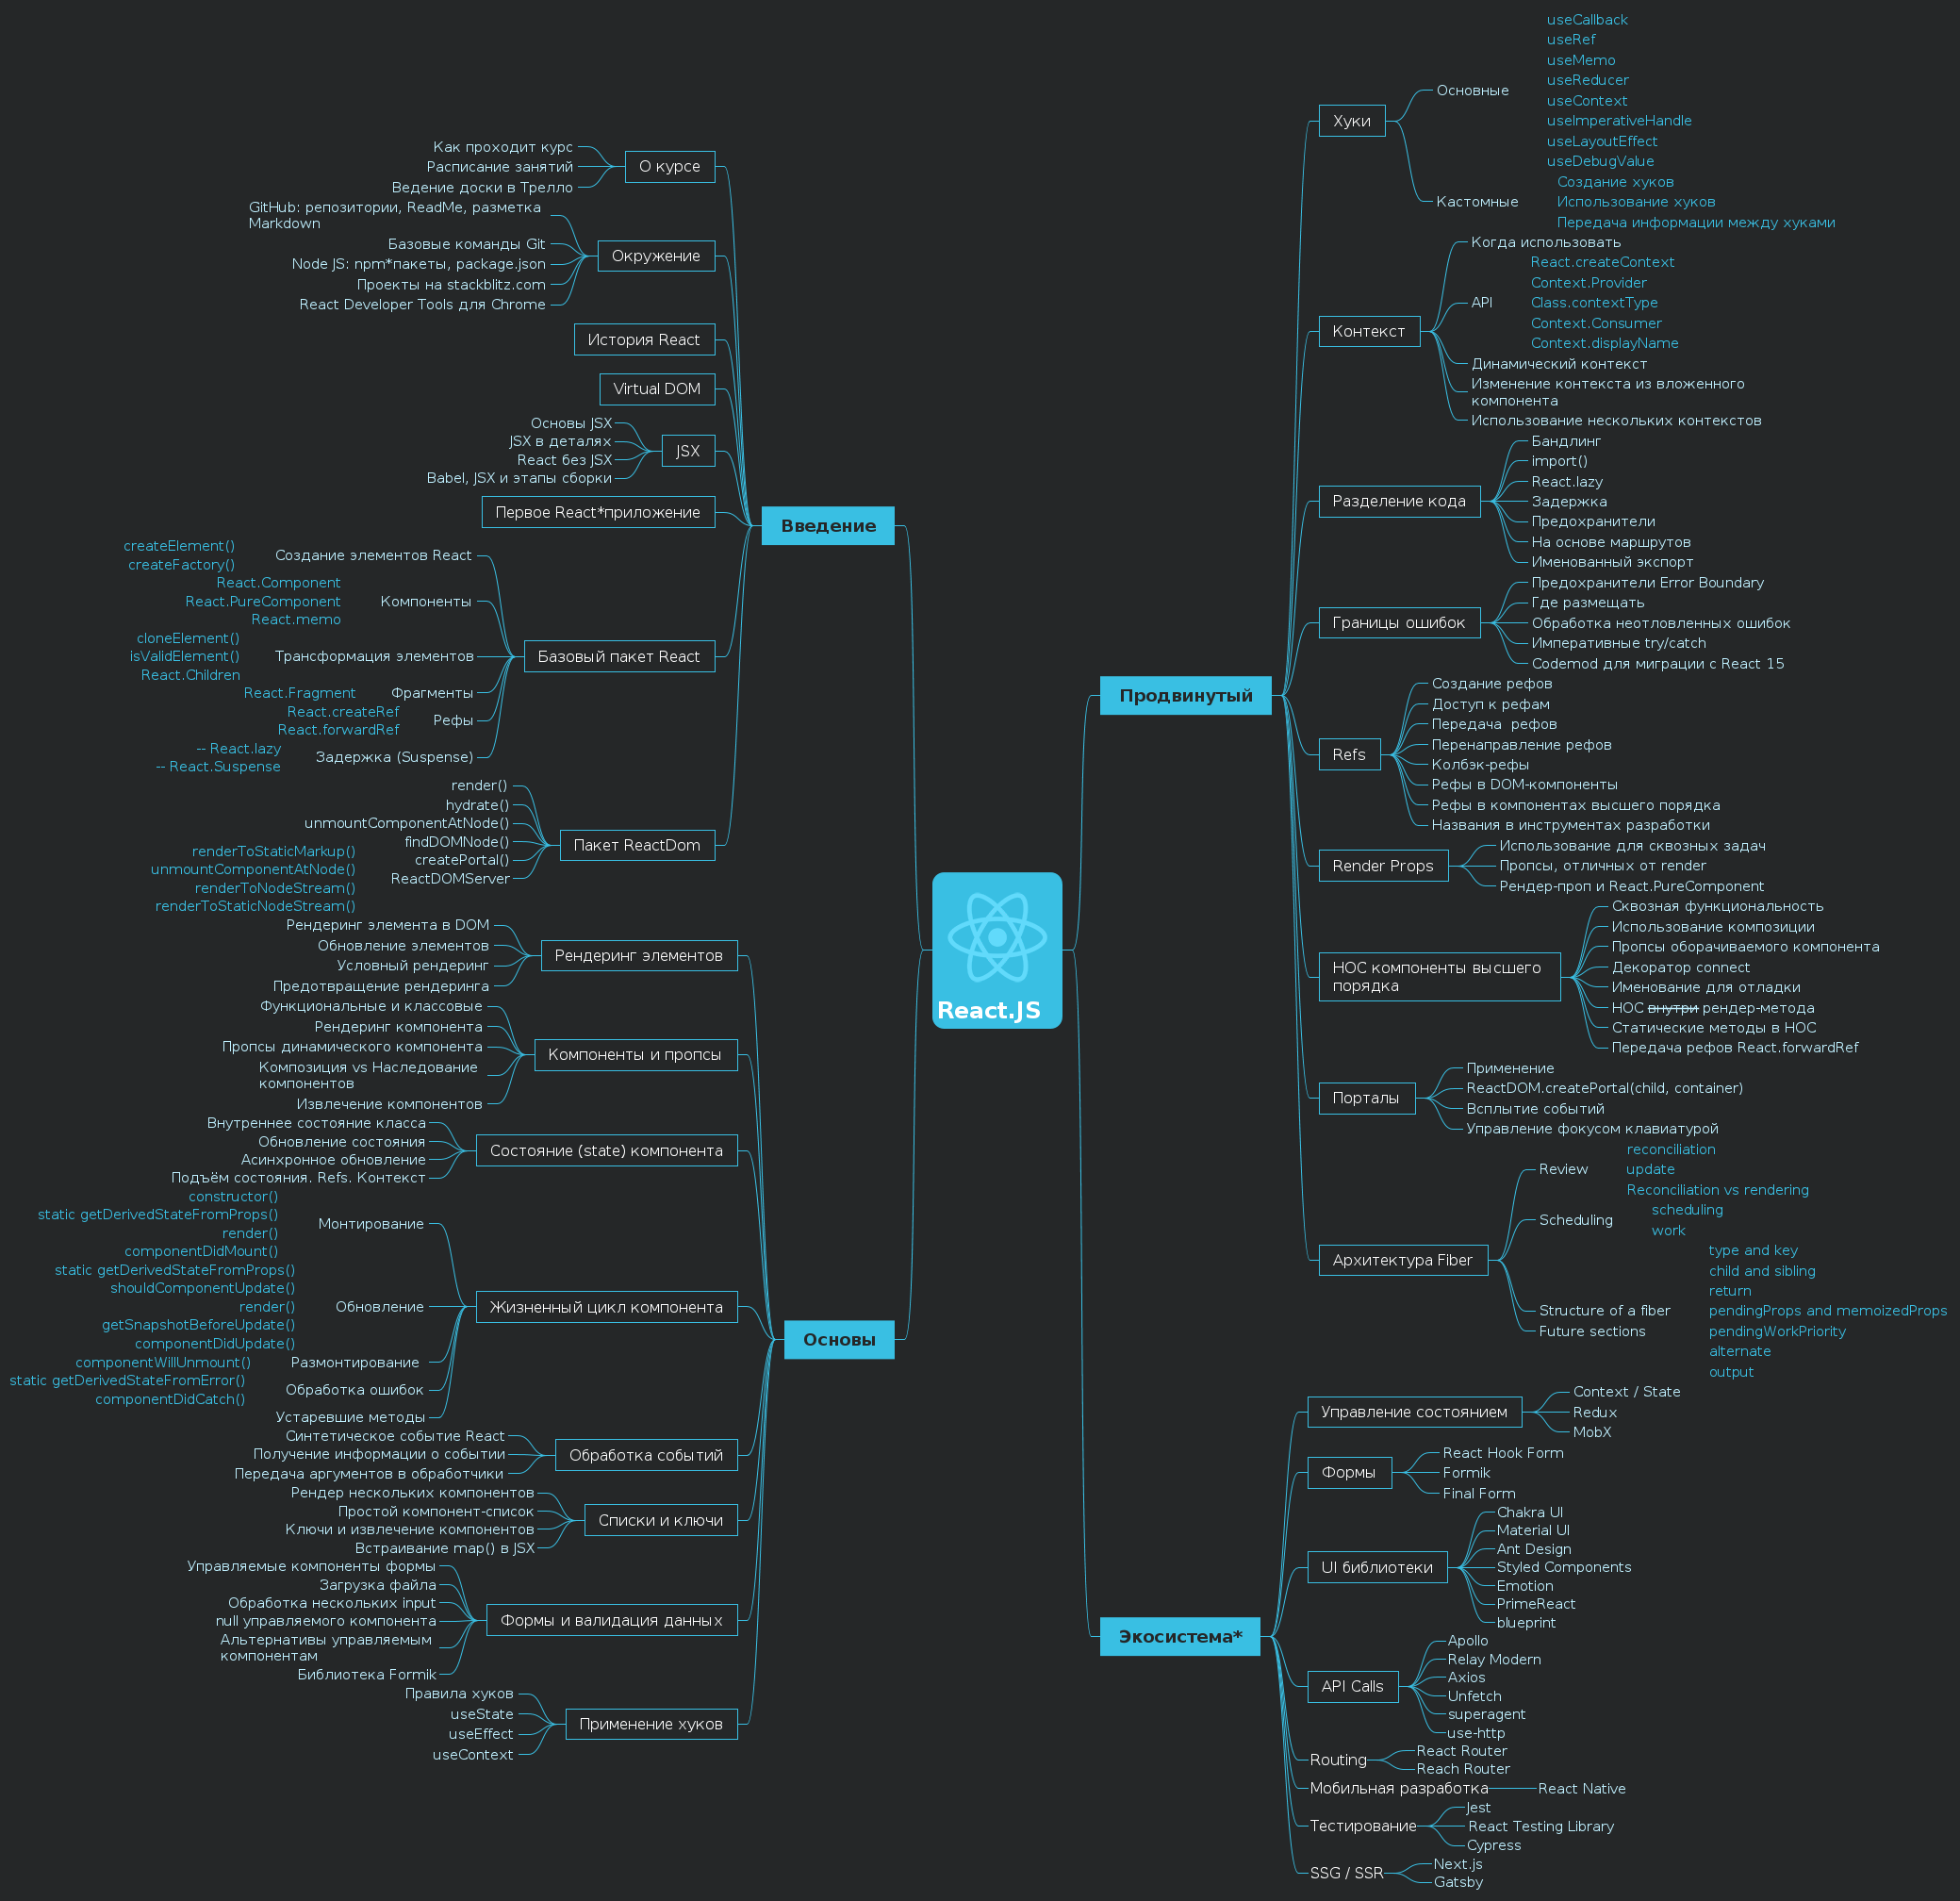 React.JS
Введение
О курсе
Как проходит курс
Расписание занятий
Ведение доски в Трелло
Окружение
GitHub: репозитории, ReadMe, разметка
Markdown
Базовые команды Git
Node JS: npm*пакеты, package.json
Проекты на stackblitz.com
React Developer Tools для Chrome
История React
Virtual DOM
JSX
Основы JSX
JSX в деталях
React без JSX
Babel, JSX и этапы сборки
Первое React*приложение
Базовый пакет React
Создание элементов React
createElement()
createFactory()
Компоненты
React.Component
React.PureComponent
React.memo
Трансформация элементов
cloneElement()
isValidElement()
React.Children
Фрагменты
React.Fragment
Рефы
React.createRef
React.forwardRef
Задержка (Suspense)
-- React.lazy
-- React.Suspense
Пакет ReactDom
render()
hydrate()
unmountComponentAtNode()
findDOMNode()
createPortal()
ReactDOMServer
renderToStaticMarkup()
unmountComponentAtNode()
renderToNodeStream()
renderToStaticNodeStream()
Основы
Рендеринг элементов
Рендеринг элемента в DOM
Обновление элементов
Условный рендеринг
Предотвращение рендеринга
Компоненты и пропсы
Функциональные и классовые
Рендеринг компонента
Пропсы динамического компонента
Композиция vs Наследование
компонентов
Извлечение компонентов
Состояние (state) компонента
Внутреннее состояние класса
Обновление состояния
Асинхронное обновление
Подъём состояния. Refs. Контекст
Жизненный цикл компонента
Монтирование
constructor()
static getDerivedStateFromProps()
render()
componentDidMount()
Обновление
static getDerivedStateFromProps()
shouldComponentUpdate()
render()
getSnapshotBeforeUpdate()
componentDidUpdate()
Размонтирование
componentWillUnmount()
Обработка ошибок
static getDerivedStateFromError()
componentDidCatch()
Устаревшие методы
Обработка событий
Синтетическое событие React
Получение информации о событии
Передача аргументов в обработчики
Списки и ключи
Рендер нескольких компонентов
Простой компонент-список
Ключи и извлечение компонентов
Встраивание map() в JSX
Формы и валидация данных
Управляемые компоненты формы
Загрузка файла
Обработка нескольких input
null управляемого компонента
Альтернативы управляемым
компонентам
Библиотека Formik
Применение хуков
Правила хуков
useState
useEffect
useContext
Продвинутый
Хуки
Основные
useCallback
useRef
useMemo
useReducer
useContext
useImperativeHandle
useLayoutEffect
useDebugValue
Кастомные
Создание хуков
Использование хуков
Передача информации между хуками
Контекст
Когда использовать
API
React.createContext
Context.Provider
Class.contextType
Context.Consumer
Context.displayName
Динамический контекст
Изменение контекста из вложенного
компонента
Использование нескольких контекстов
Разделение кода
Бандлинг
import()
React.lazy
Задержка
Предохранители
На основе маршрутов
Именованный экспорт
Границы ошибок
Предохранители Error Boundary
Где размещать
Обработка неотловленных ошибок
Императивные try/catch
Codemod для миграции с React 15
Refs
Создание рефов
Доступ к рефам
Передача рефов
Перенаправление рефов
Колбэк-рефы
Рефы в DOM-компоненты
Рефы в компонентах высшего порядка
Названия в инструментах разработки
Render Props
Использование для сквозных задач
Пропсы, отличных от render
Рендер-проп и React.PureComponent
HOC компоненты высшего
порядка
Сквозная функциональность
Использование композиции
Пропсы оборачиваемого компонента
Декоратор connect
Именование для отладки
HOC внутри рендер-метода
Статические методы в HOC
Передача рефов React.forwardRef
Порталы
Применение
ReactDOM.createPortal(child, container)
Всплытие событий
Управление фокусом клавиатурой
Архитектура Fiber
Review
reconciliation
update
Reconciliation vs rendering
Scheduling
scheduling
work
Structure of a fiber
type and key
child and sibling
return
pendingProps and memoizedProps
pendingWorkPriority
alternate
output
Future sections
Экосистема*
Управление состоянием
Context / State
Redux
MobX
Формы
React Hook Form
Formik
Final Form
UI библиотеки
Chakra UI
Material UI
Ant Design
Styled Components
Emotion
PrimeReact
blueprint
API Calls
Apollo
Relay Modern
Axios
Unfetch
superagent
use-http
Routing
React Router
Reach Router
Мобильная разработка
React Native
Тестирование
Jest
React Testing Library
Cypress
SSG / SSR
Next.js
Gatsby